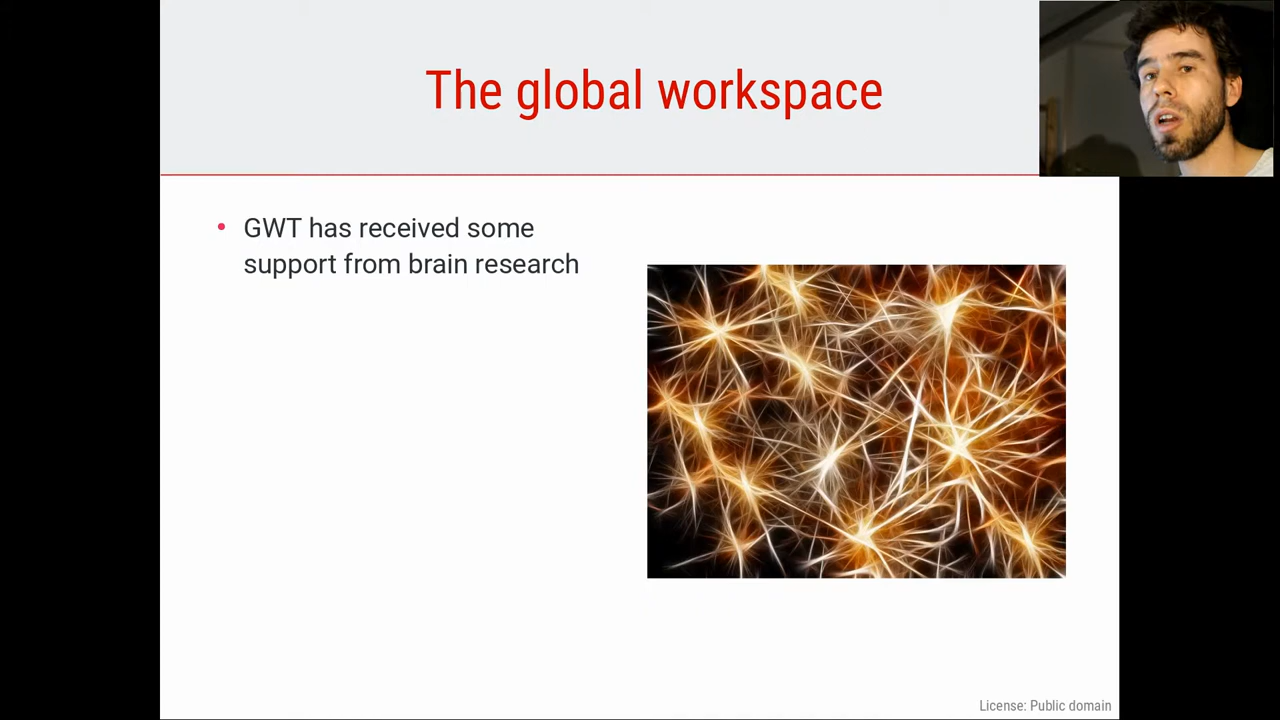 The global workspace
• GWT has received some
support from brain research
License: Public domain